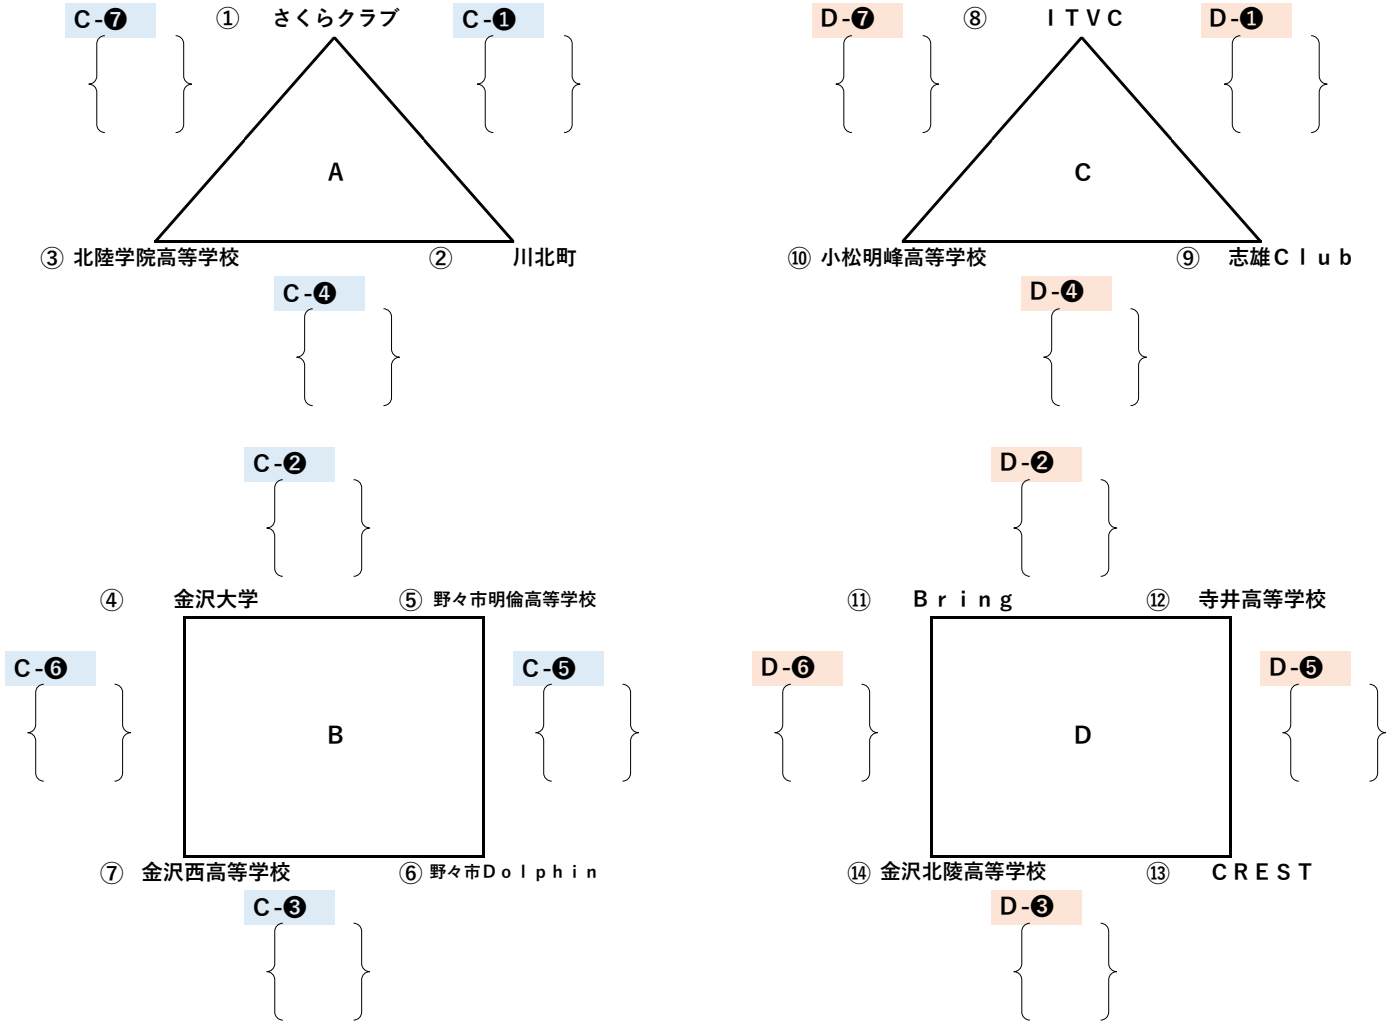 C-❼ ① さくらクラブ C-❶
A
③ 北陸学院高等学校 ② 川北町
C-❹
D-❼ ⑧ ＩＴＶＣ D-❶
C
⑩ 小松明峰高等学校 ⑨ 志雄Ｃｌｕｂ
D-❹
C-❷
④ 金沢大学 ⑤ 野々市明倫高等学校
C-❻ C-❺
B
⑦ 金沢西高等学校 ⑥ 野々市Ｄｏｌｐｈｉｎ
C-❸
D-❷
⑪ Ｂｒｉｎｇ ⑫ 寺井高等学校
D-❻ D-❺
D
⑭ 金沢北陵高等学校 ⑬ ＣＲＥＳＴ
D-❸